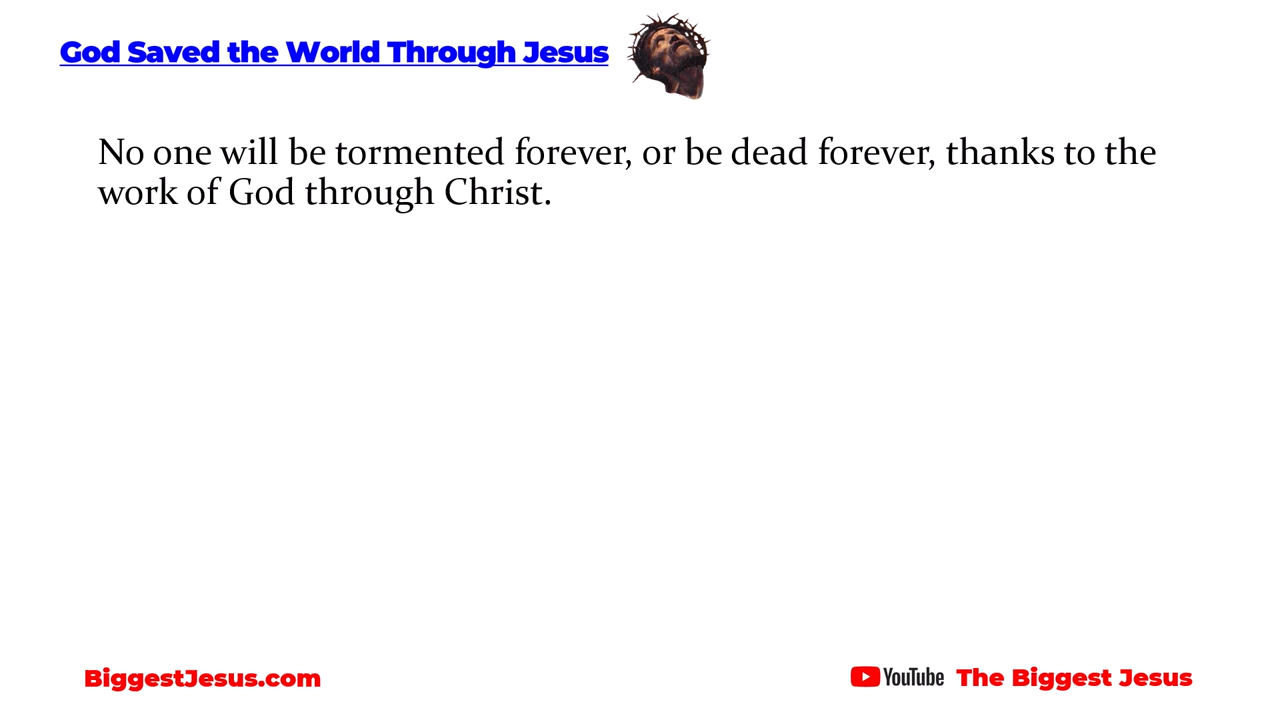 God Saved the World Through Jesus
No one will be tormented forever, or be dead forever, thanks to the
work of God through Christ.
BiggestJesus.com
YouTube The Biggest Jesus